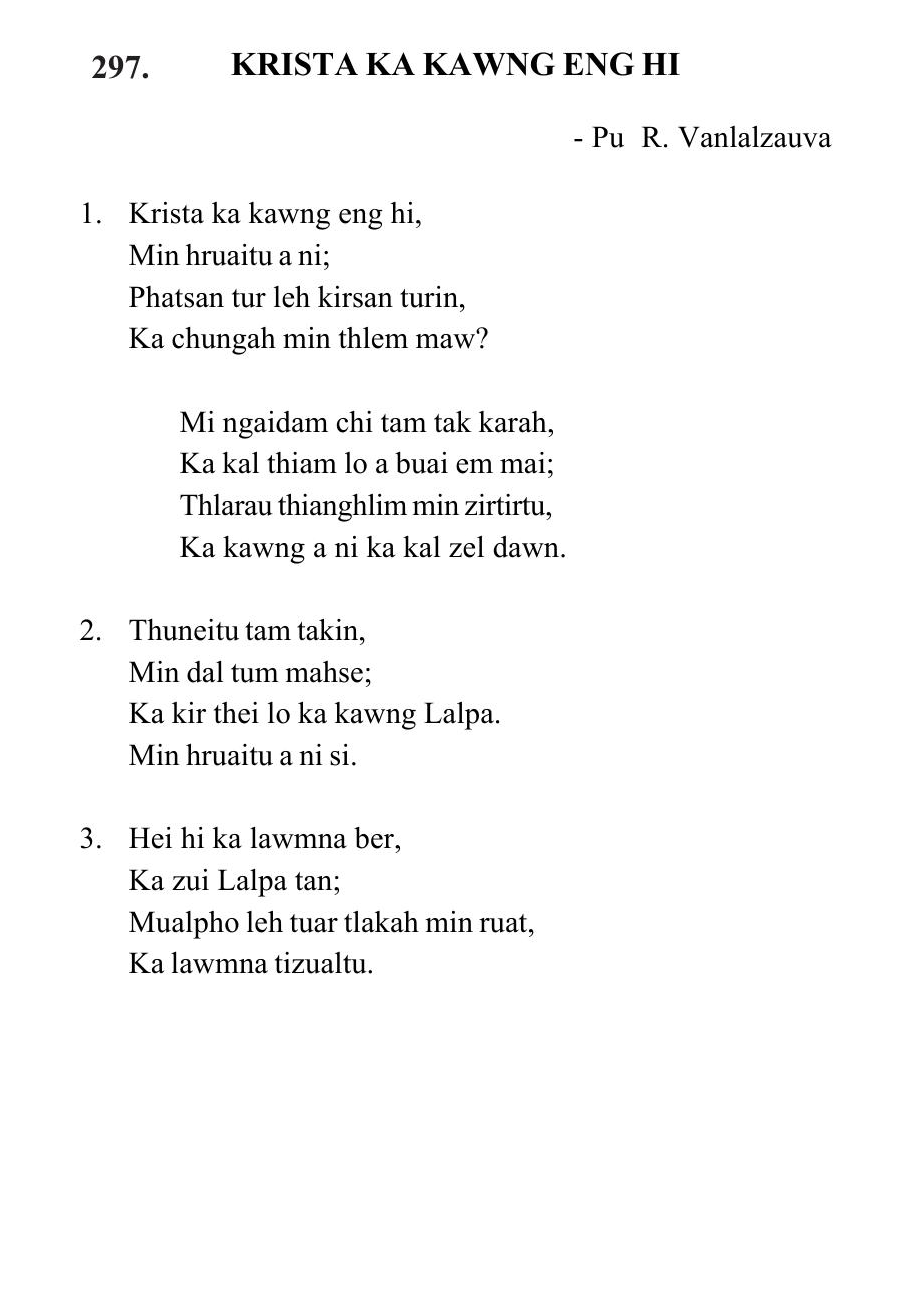 297. KRISTA KA KAWNG ENG HI
- Pu R. Vanlalzauva
1. Krista ka kawng eng hi,
Min hruaitu a ni;
Phatsan tur leh kirsan turin,
Ka chungah min thlem maw?
Mi ngaidam chi tam tak karah,
Ka kal thiam lo a buai em mai;
Thlarau thianghlim min zirtirtu,
Ka kawng a ni ka kal zel dawn.
2. Thuneitu tam takin,
Min dal tum mahse;
Ka kir thei lo ka kawng Lalpa.
Min hruaitu a ni si.
3. Hei hi ka lawmna ber,
Ka zui Lalpa tan;
Mualpho leh tuar tlakah min ruat,
Ka lawmna tizualtu.